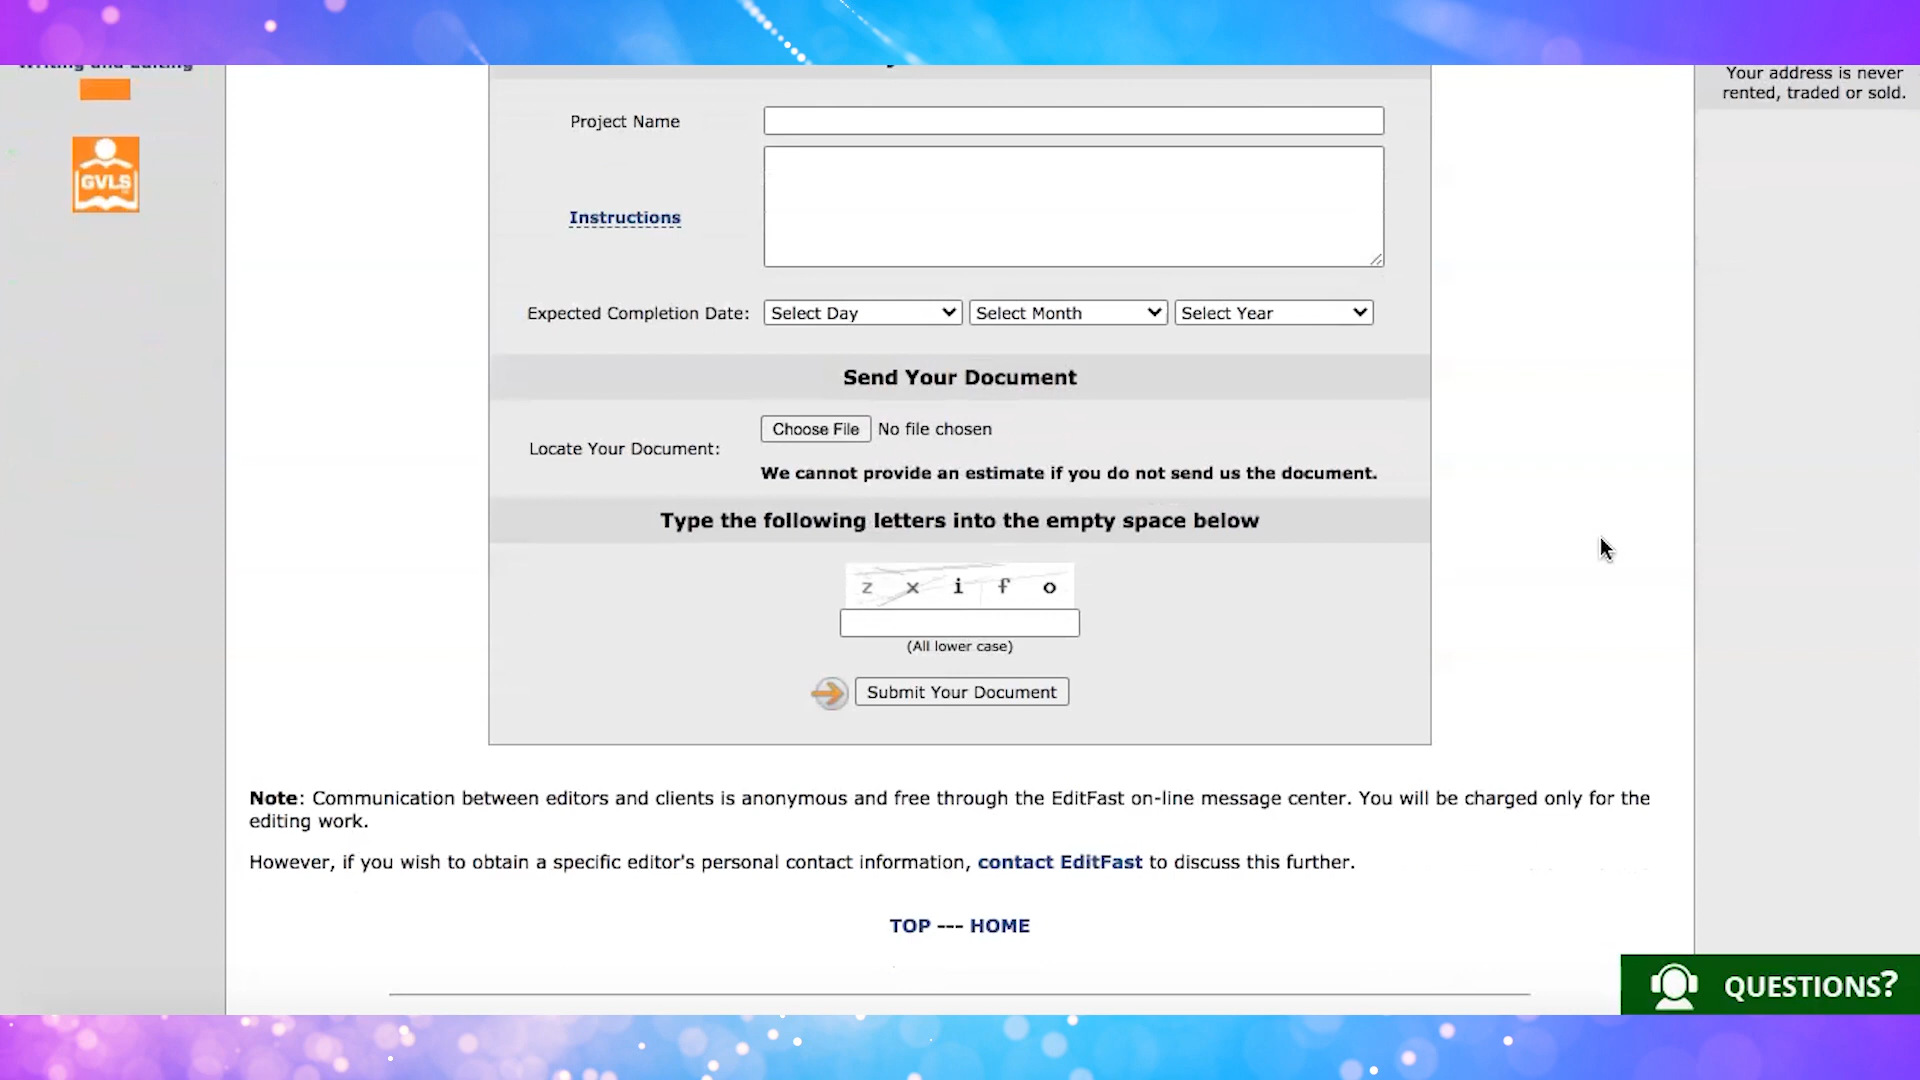 Writing and Editing
Your address is never
rented, traded or sold.
GVLS
Project Name
Instructions
Expected Completion Date: Select Day Select Month Select Year
Send Your Document
Locate Your Document: Choose File No file chosen
We cannot provide an estimate if you do not send us the document.
Type the following letters into the empty space below
z x i f o
(All lower case)
Submit Your Document
Note: Communication between editors and clients is anonymous and free through the EditFast on-line message center. You will be charged only for the
editing work.
However, if you wish to obtain a specific editor's personal contact information, contact EditFast to discuss this further.
TOP --- HOME
QUESTIONS?